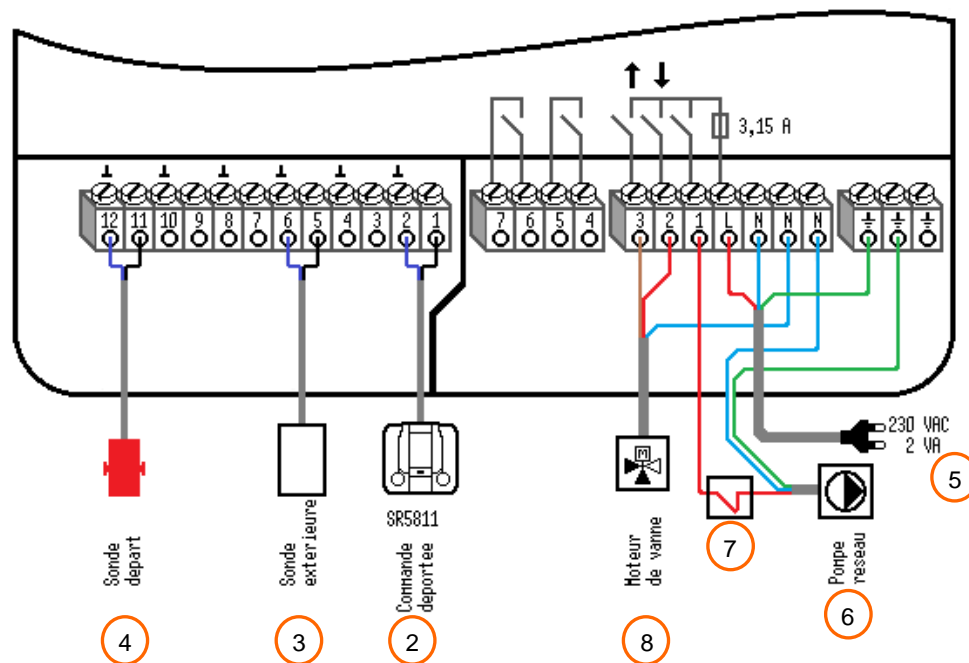 3,15 A
12 11 10 9 8 7 6 5 4 3 2 1
7 6 5 4
3 2 1 L N N N
M
230 VAC
2 VA
5
SR5811
7
Sonde
depart
Sonde
exterieure
Commande
deportee
Moteur
de vanne
Pompe
reseau
4
3
2
8
6